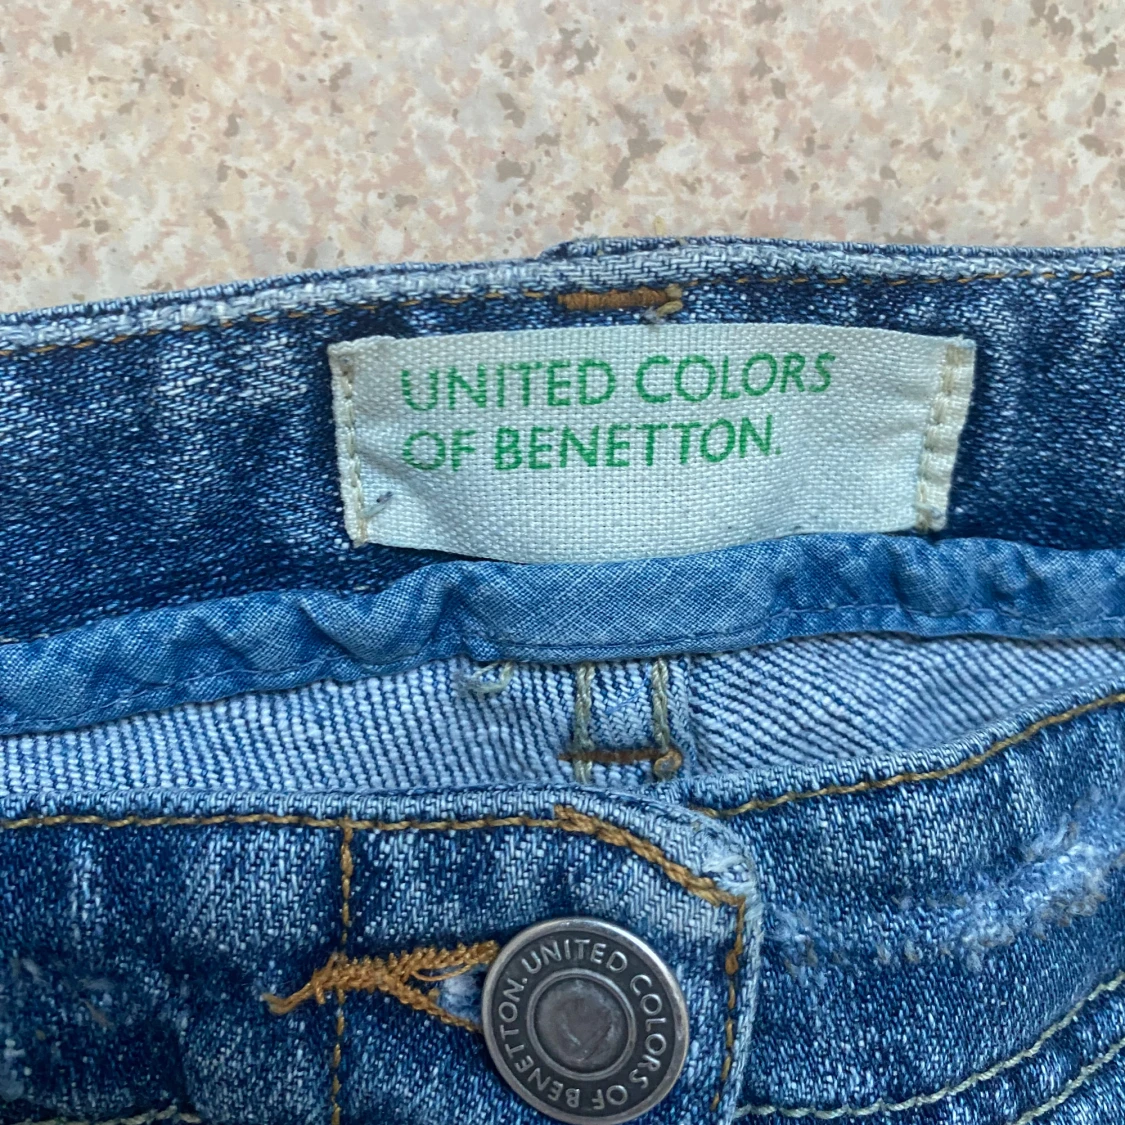 UNITED COLORS
OF BENETTON.
UNITED COLORS OF BENETTON.